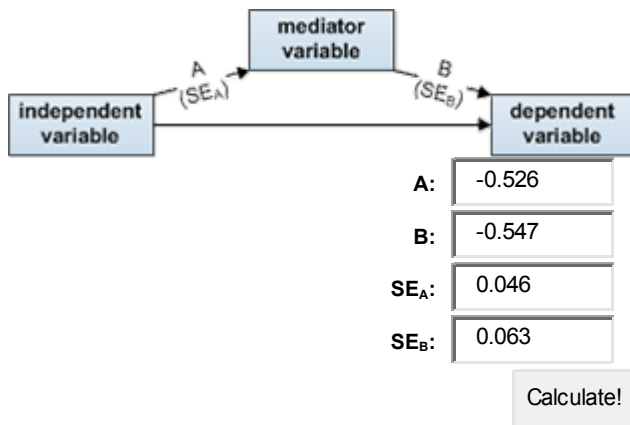 mediator
variable
A
(SEA)
B
(SEB)
independent
variable
dependent
variable
A: -0.526
B: -0.547
SEA: 0.046
SEB: 0.063
Calculate!